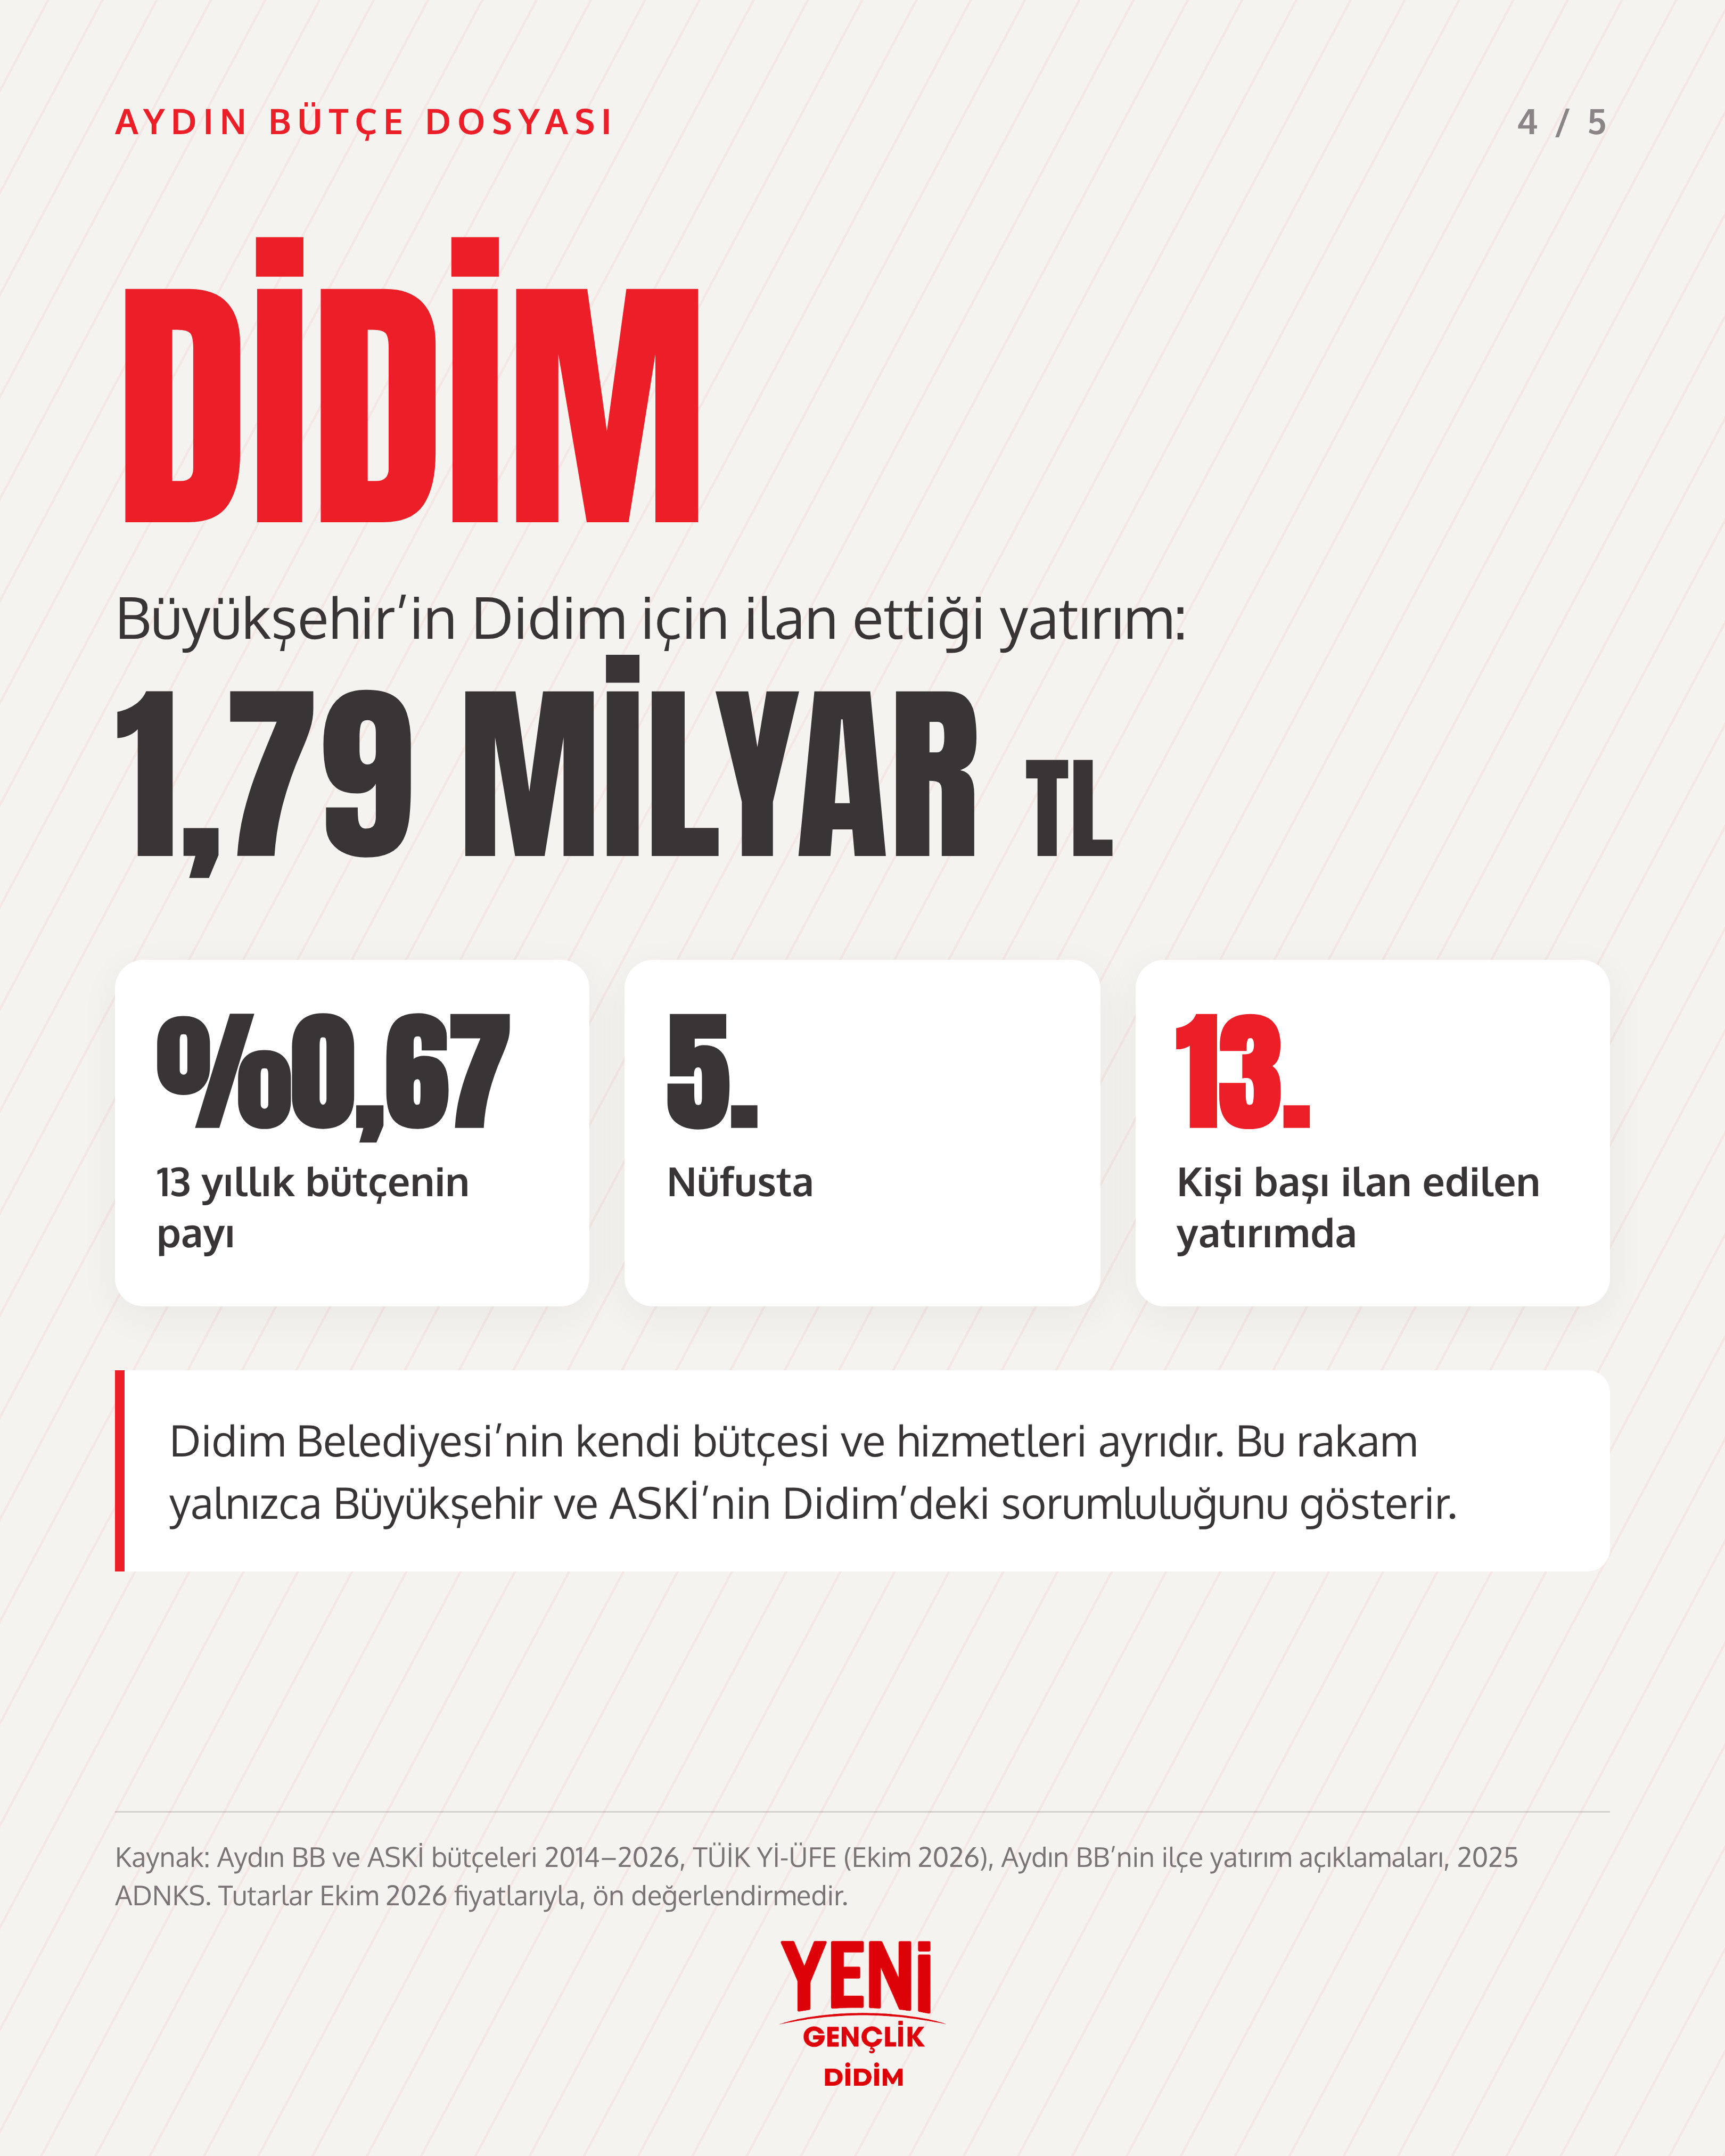 AYDIN BÜTÇE DOSYASI
4 / 5
DİDİM
Büyükşehir’in Didim için ilan ettiği yatırım:
1,79 MİLYAR TL
%0,67
13 yıllık bütçenin
payı
5.
Nüfusta
13.
Kişi başı ilan edilen
yatırımda
Didim Belediyesi’nin kendi bütçesi ve hizmetleri ayrıdır. Bu rakam
yalnızca Büyükşehir ve ASKİ’nin Didim’deki sorumluluğunu gösterir.
Kaynak: Aydın BB ve ASKİ bütçeleri 2014–2026, TÜİK Yİ-ÜFE (Ekim 2026), Aydın BB’nin ilçe yatırım açıklamaları, 2025
ADNKS. Tutarlar Ekim 2026 fiyatlarıyla, ön değerlendirmedir.
YENİ
GENÇLİK
DİDİM